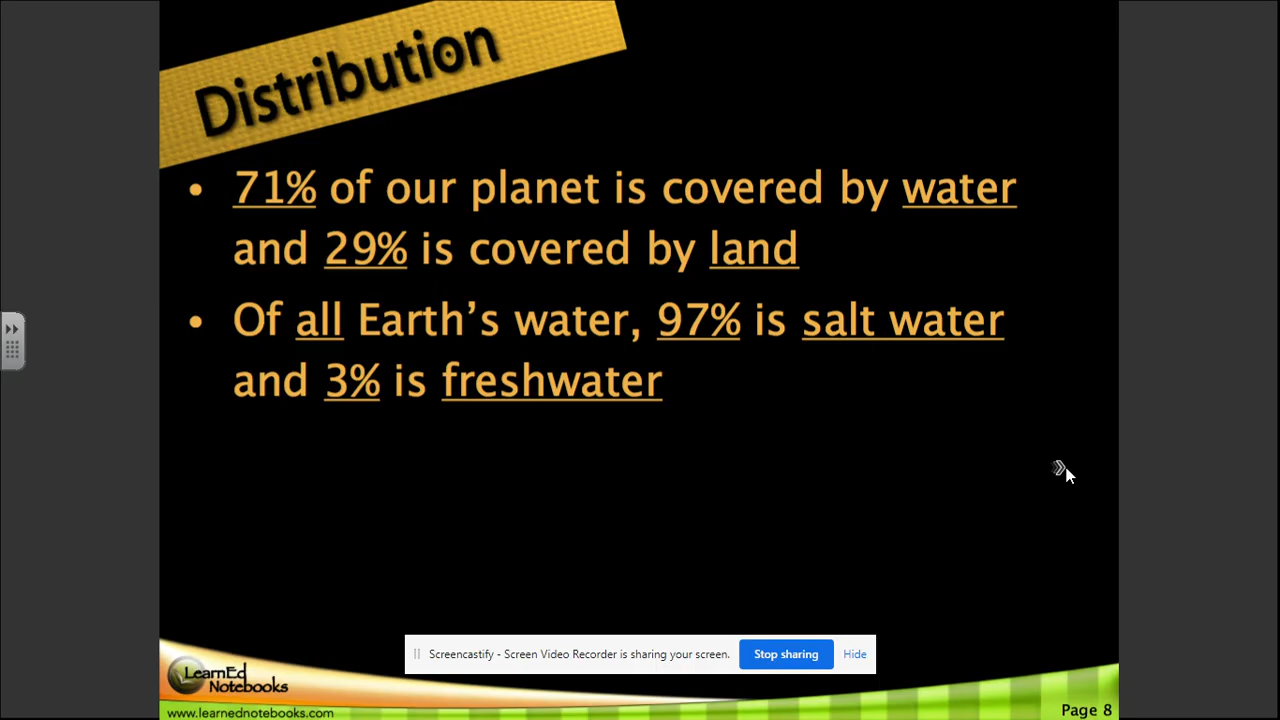 Distribution
• 71% of our planet is covered by water
and 29% is covered by land
• Of all Earth’s water, 97% is salt water
and 3% is freshwater
Screencastify - Screen Video Recorder is sharing your screen. Stop sharing Hide
LearnEd
Notebooks
www.learnednotebooks.com
Page 8